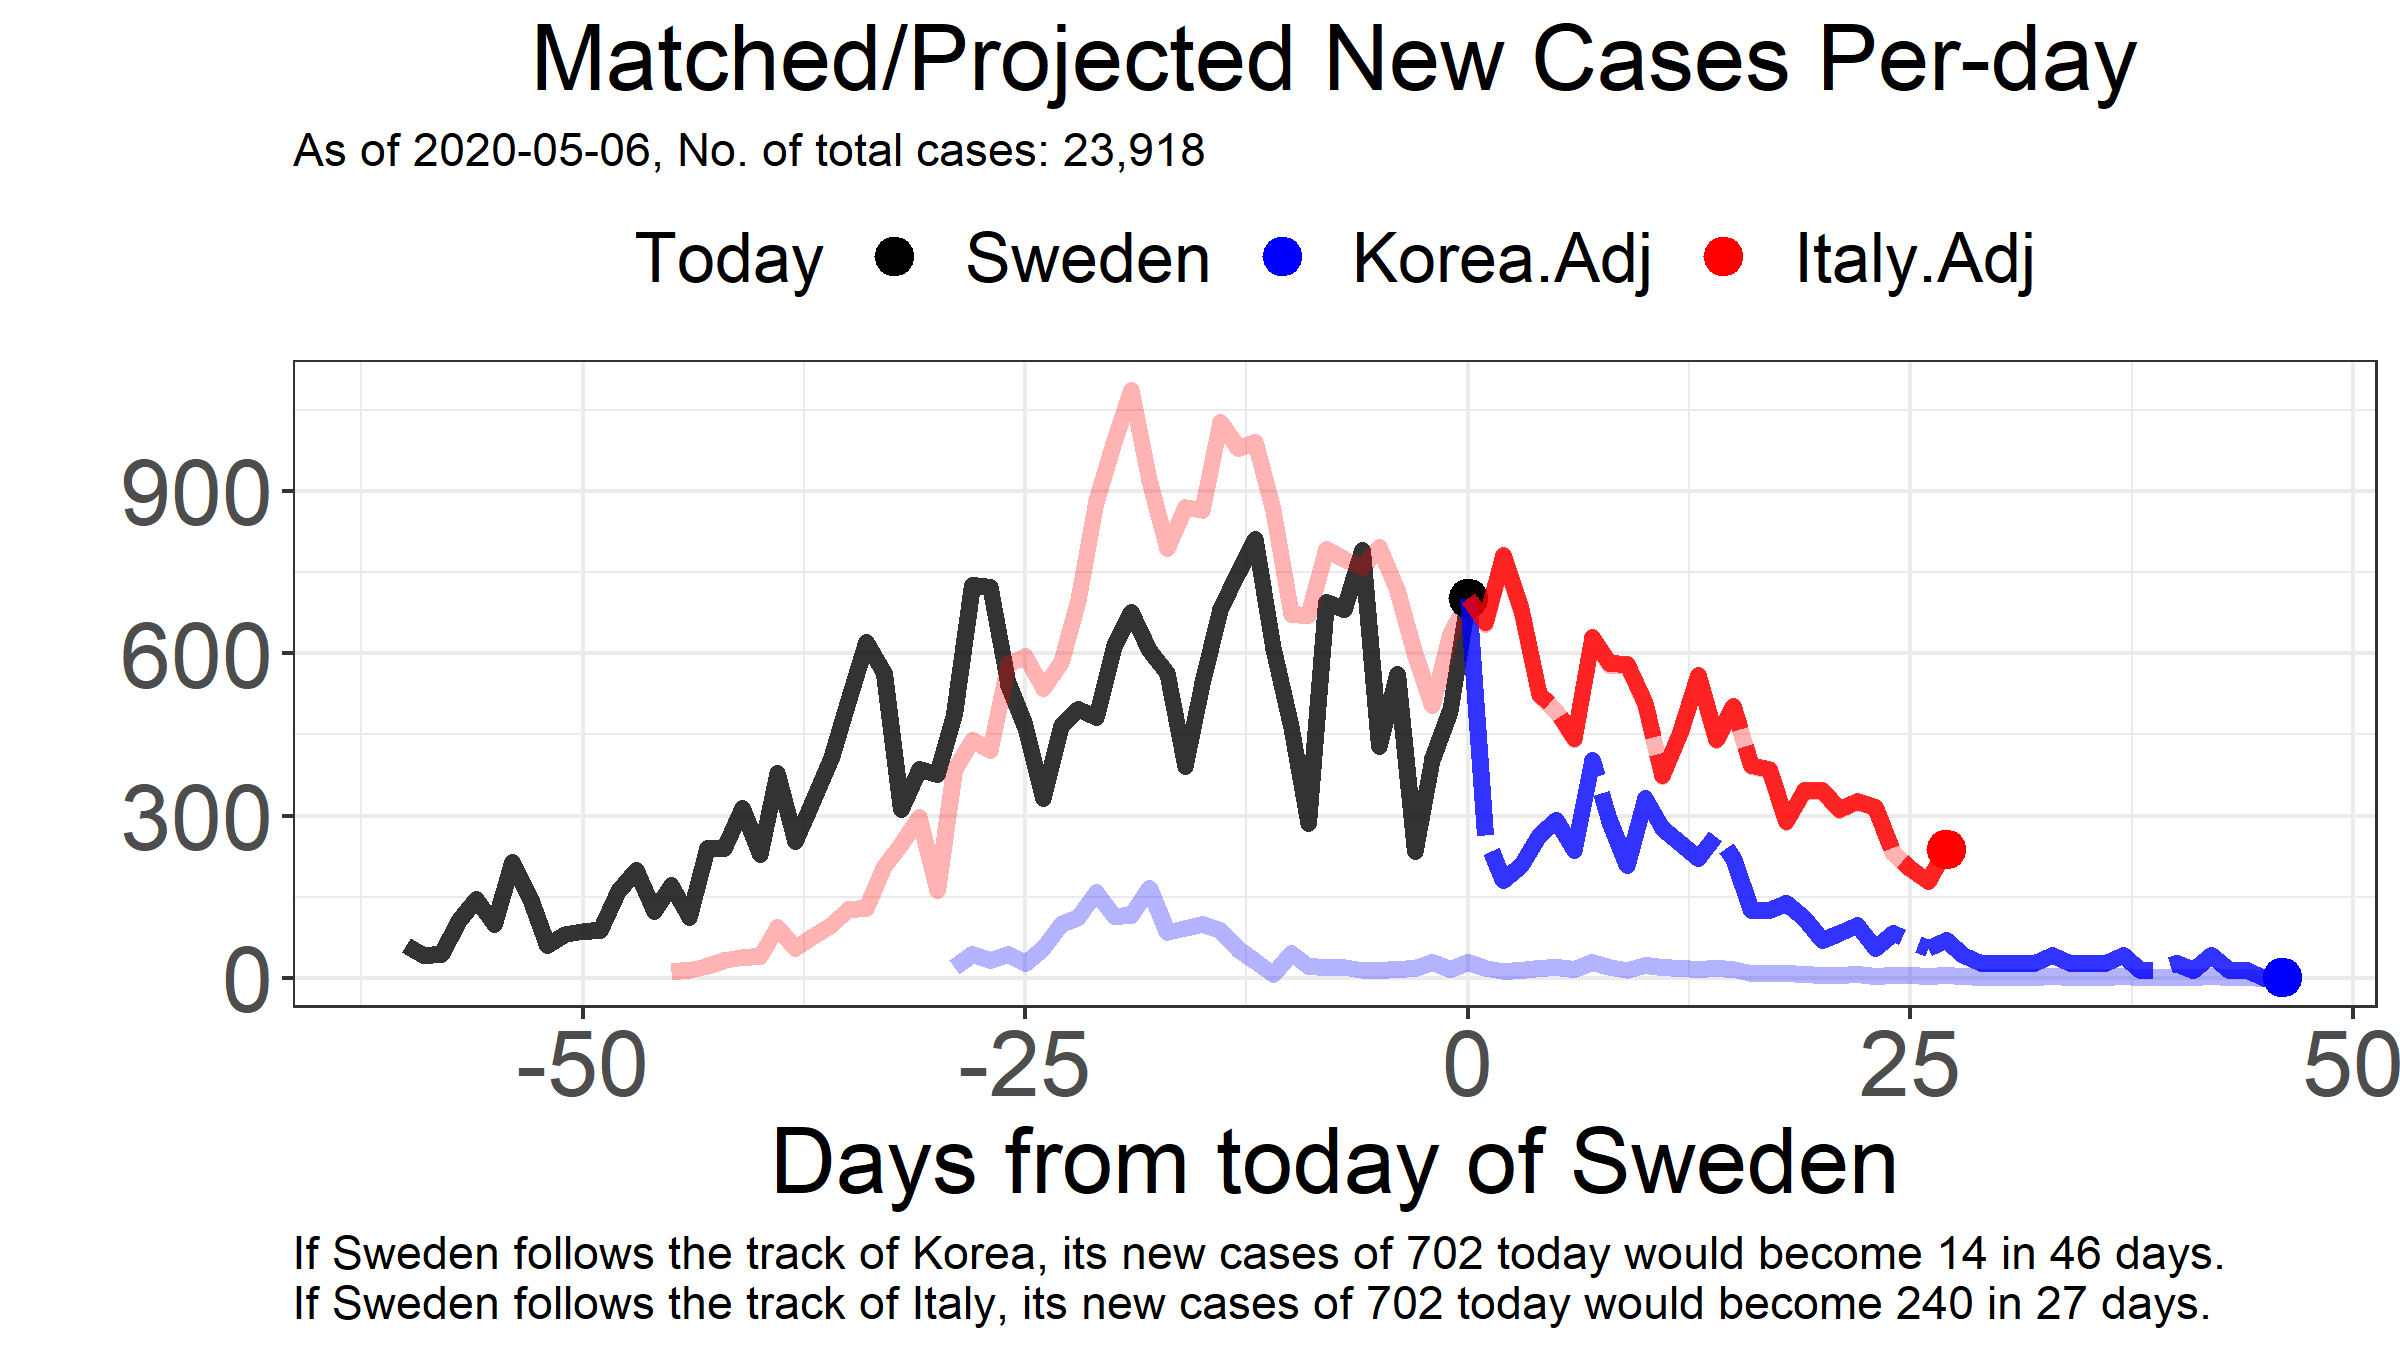 Matched/Projected New Cases Per-day
As of 2020-05-06, No. of total cases: 23,918
Today Sweden Korea.Adj Italy.Adj
900
600
300
0
-50 -25 0 25 50
Days from today of Sweden
If Sweden follows the track of Korea, its new cases of 702 today would become 14 in 46 days.
If Sweden follows the track of Italy, its new cases of 702 today would become 240 in 27 days.